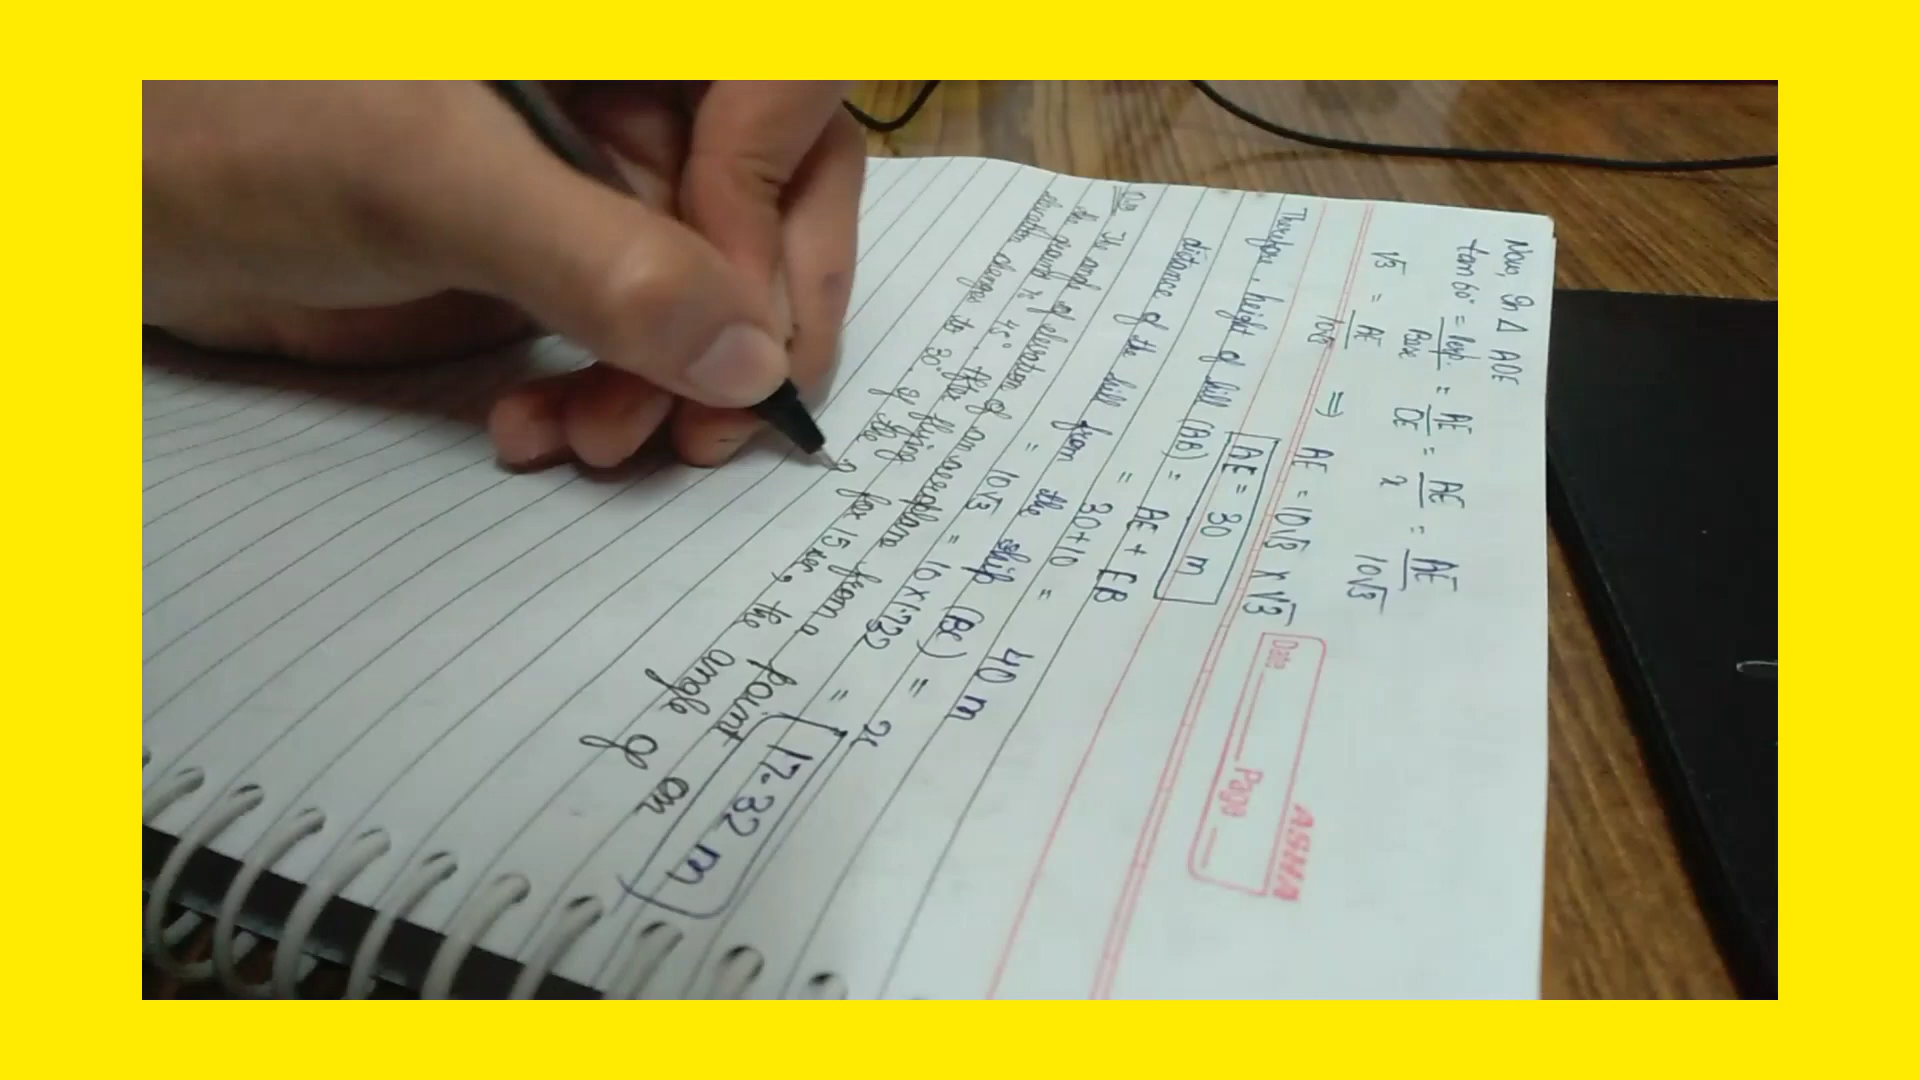 Now, In Δ ADE
tan 60° = Perp. / Base = AE / DE = AE / x = AE / 10√3
√3 = AE / 10√3 ⇒ AE = 10√3 x √3
AE = 30 m
Date Page
ASHA
Therefore, height of hill (AB) = AE + EB
= 30+10 = 40 m
distance of the hill from the ship (BC) = x
= 10√3 = 10 x 1.732 = 17.32 m
The angle of elevation of an aeroplane from a point on
the ground is 45°. After flying for 15 sec, the angle of
elevation changes to 30° of the